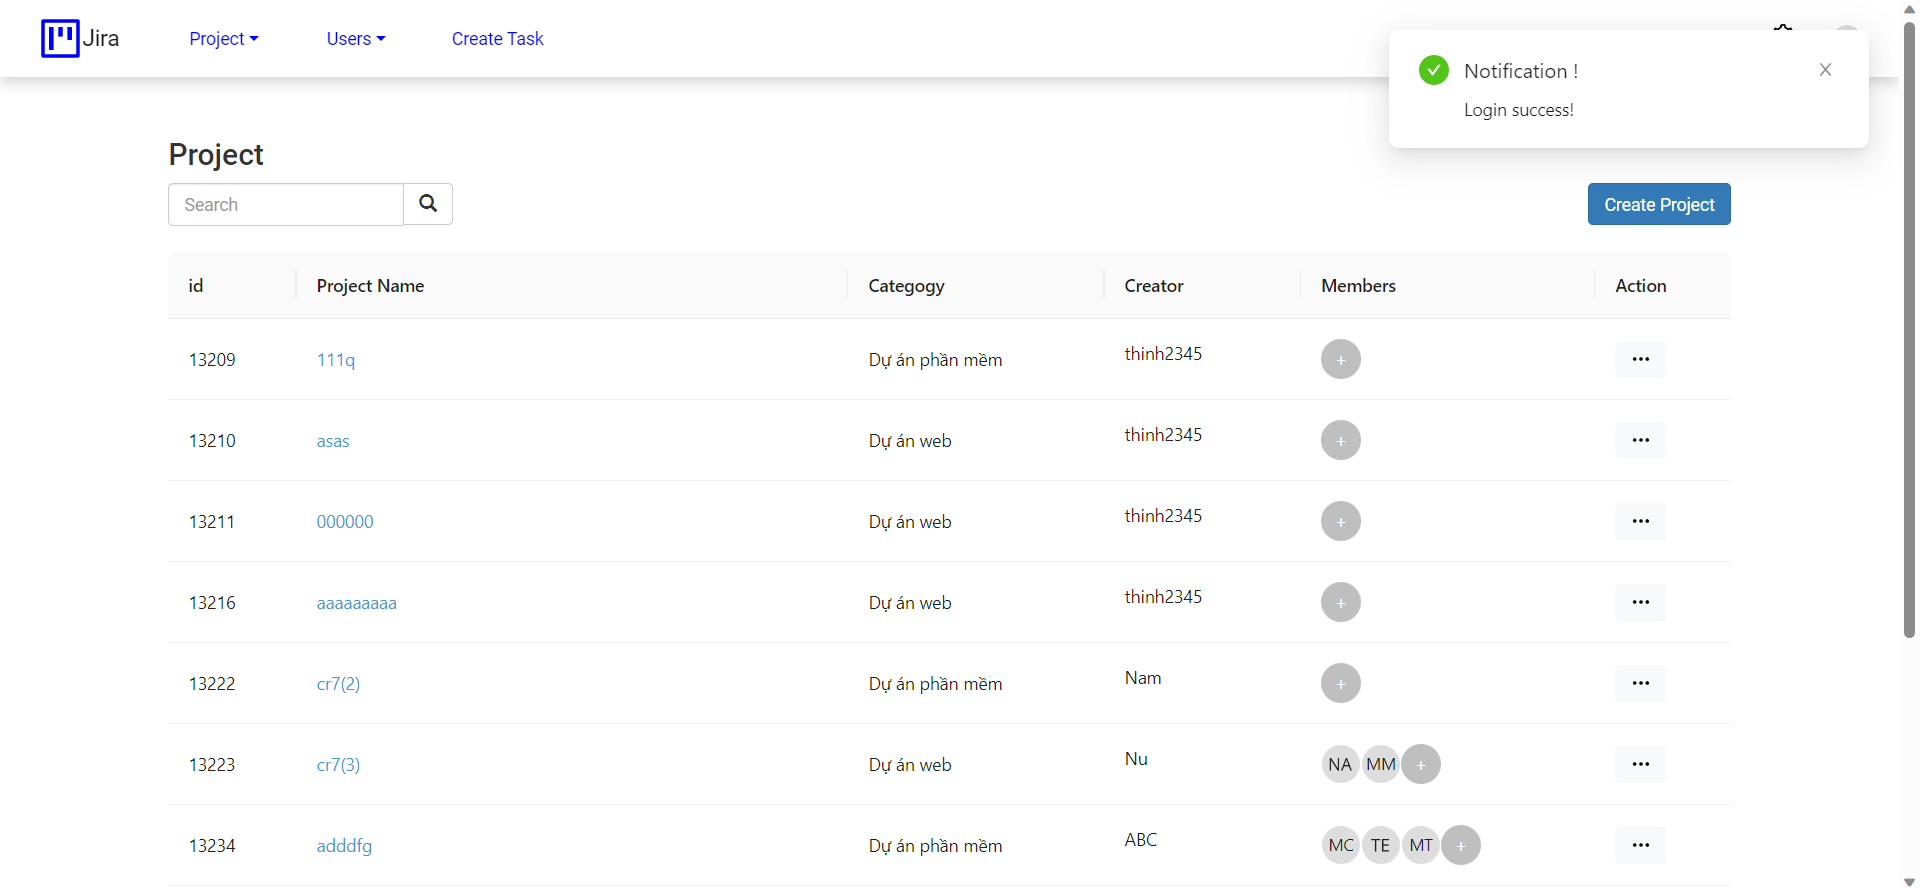 Jira Project Users Create Task
Notification !
Login success!
Project
Search
Create Project
id Project Name Categogy Creator Members Action
13209 111q Dự án phần mềm thinh2345 + •••
13210 asas Dự án web thinh2345 + •••
13211 000000 Dự án web thinh2345 + •••
13216 aaaaaaaaa Dự án web thinh2345 + •••
13222 cr7(2) Dự án phần mềm Nam + •••
13223 cr7(3) Dự án web Nu NA MM + •••
13234 adddfg Dự án phần mềm ABC MC TE MT + •••